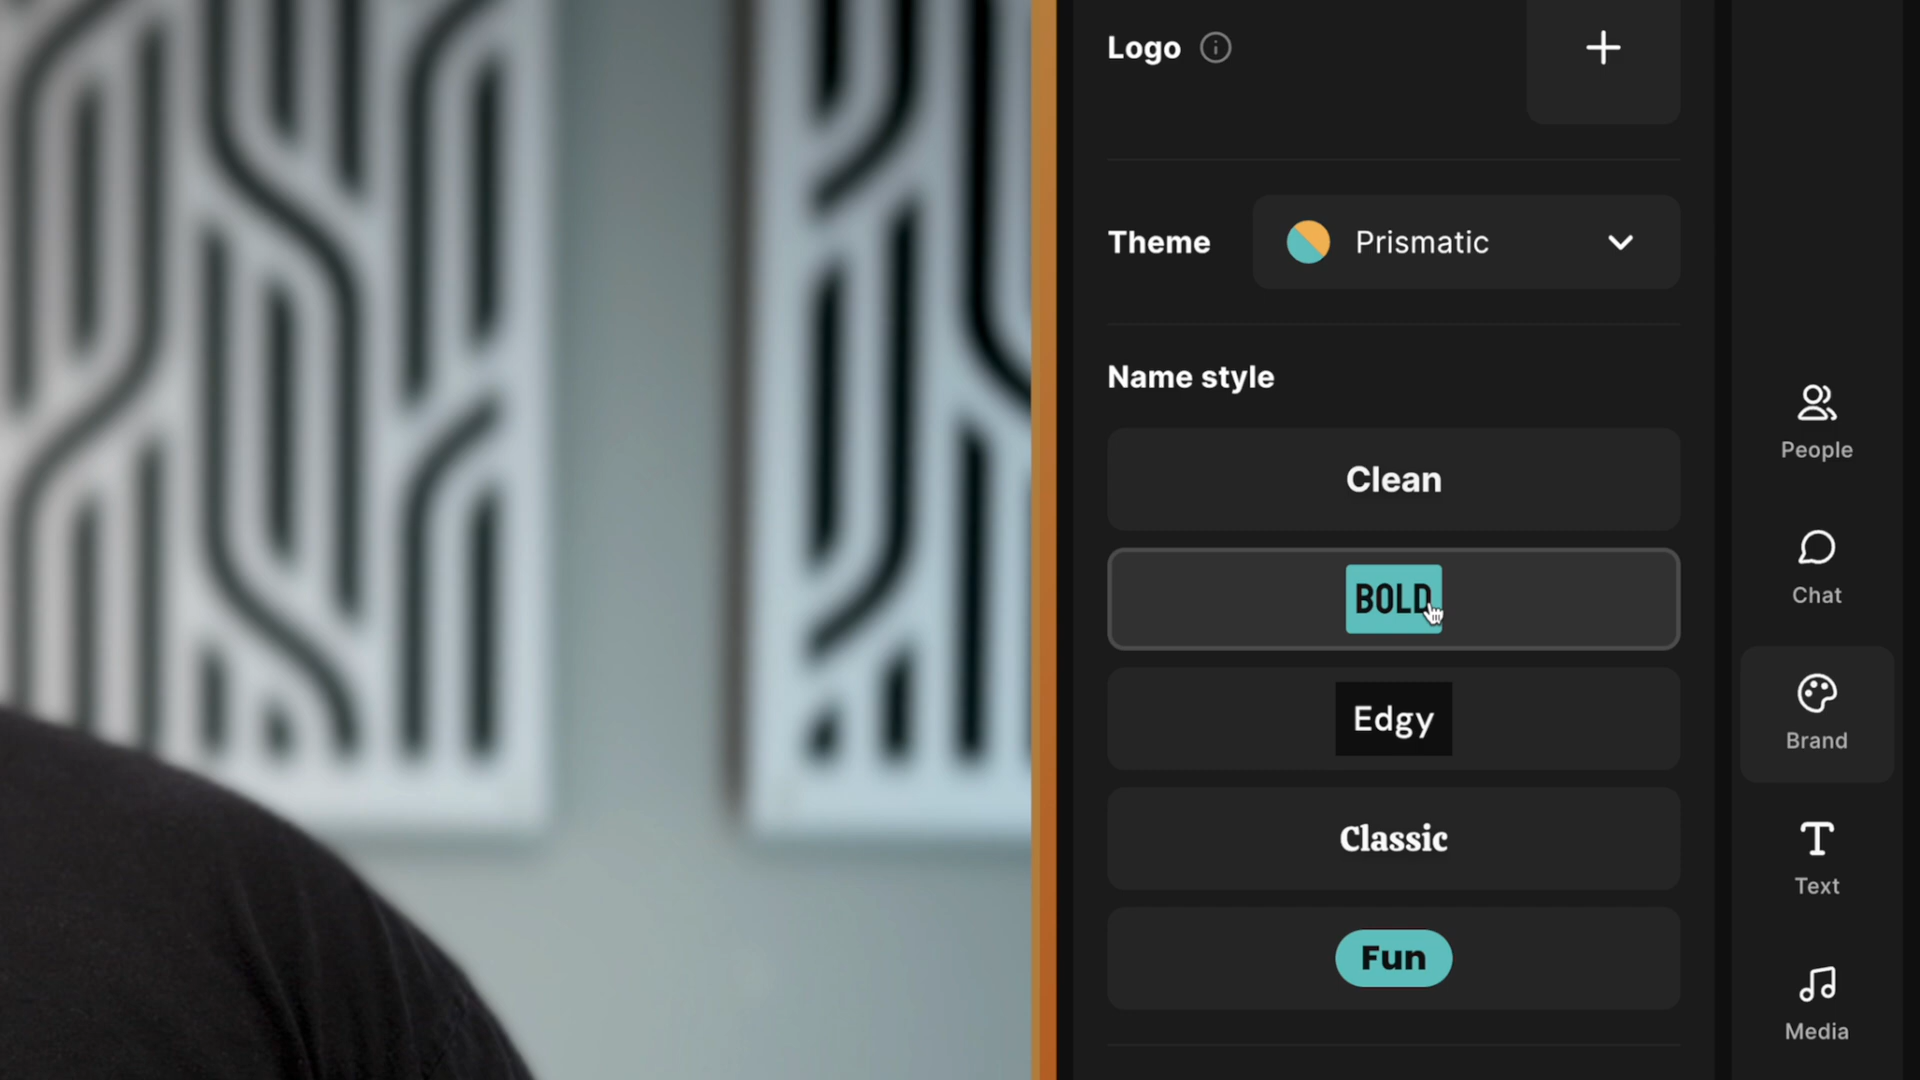 Logo
Theme
Prismatic
Name style
Clean
BOLD
Edgy
Classic
Fun
People
Chat
Brand
Text
Media